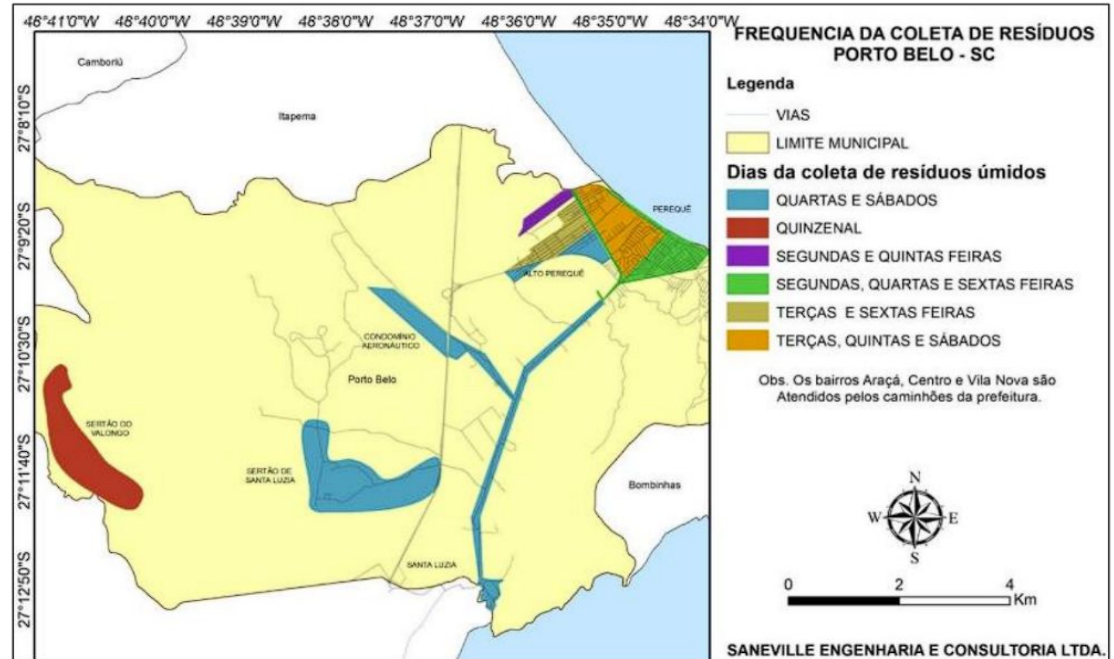 48°41'0"W 48°40'0"W 48°39'0"W 48°38'0"W 48°37'0"W 48°36'0"W 48°35'0"W 48°34'0"W
27°8'10"S
27°9'20"S
27°10'30"S
27°11'40"S
27°12'50"S
Camboriú
Itapema
PEREQUÊ
ALTO PEREQUÊ
CONDOMÍNIO
AERONÁUTICO
Porto Belo
SERTÃO DO
VALONGO
SERTÃO DE
SANTA LUZIA
Bombinhas
SANTA LUZIA
FREQUENCIA DA COLETA DE RESÍDUOS
PORTO BELO - SC
Legenda
VIAS
LIMITE MUNICIPAL
Dias da coleta de resíduos úmidos
QUARTAS E SÁBADOS
QUINZENAL
SEGUNDAS E QUINTAS FEIRAS
SEGUNDAS, QUARTAS E SEXTAS FEIRAS
TERÇAS E SEXTAS FEIRAS
TERÇAS, QUINTAS E SÁBADOS
Obs. Os bairros Araçá, Centro e Vila Nova são
Atendidos pelos caminhões da prefeitura.
N
W E
S
0 2 4
Km
SANEVILLE ENGENHARIA E CONSULTORIA LTDA.